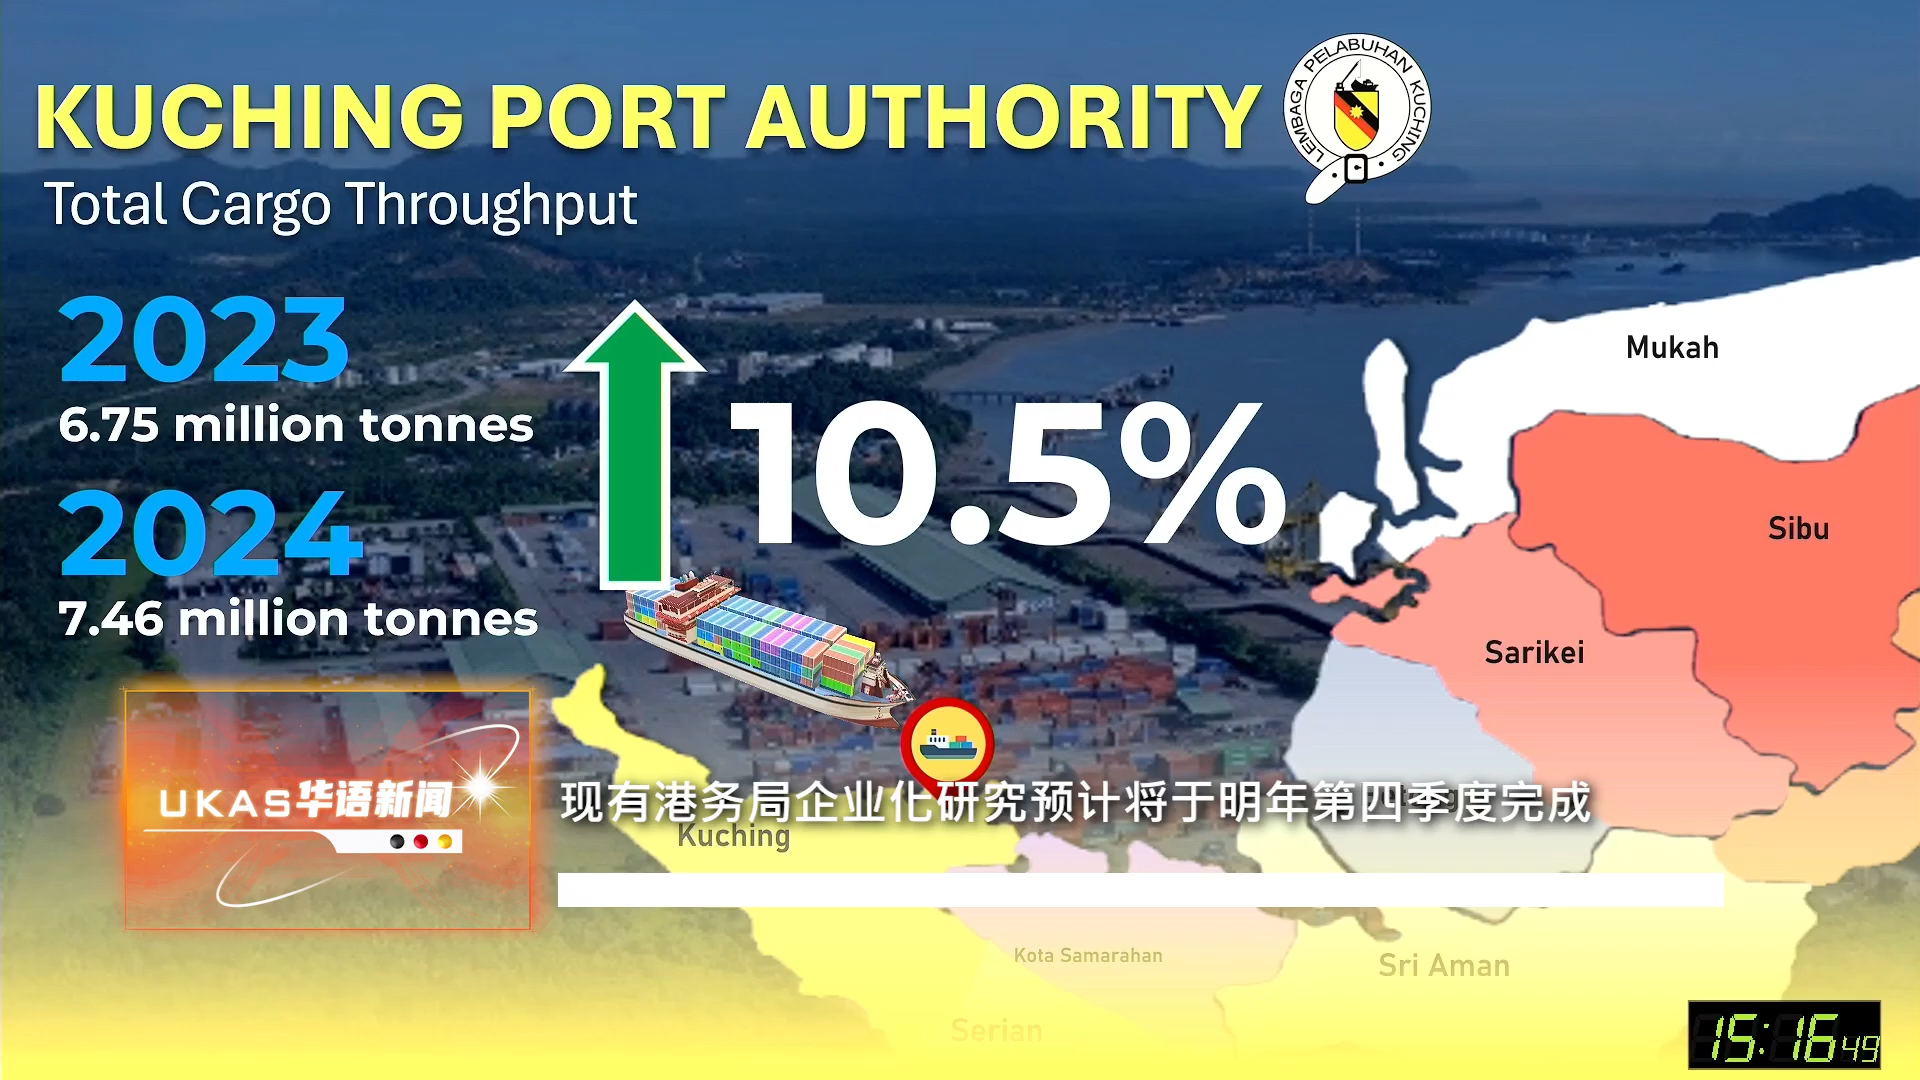 KUCHING PORT AUTHORITY
LEMBAGA PELABUHAN KUCHING
Total Cargo Throughput
2023
6.75 million tonnes
10.5%
2024
7.46 million tonnes
Mukah
Sibu
Sarikei
UKAS华语新闻
现有港务局企业化研究预计将于明年第四季度完成
Kuching
Kota Samarahan
Sri Aman
Serian
15:16 49